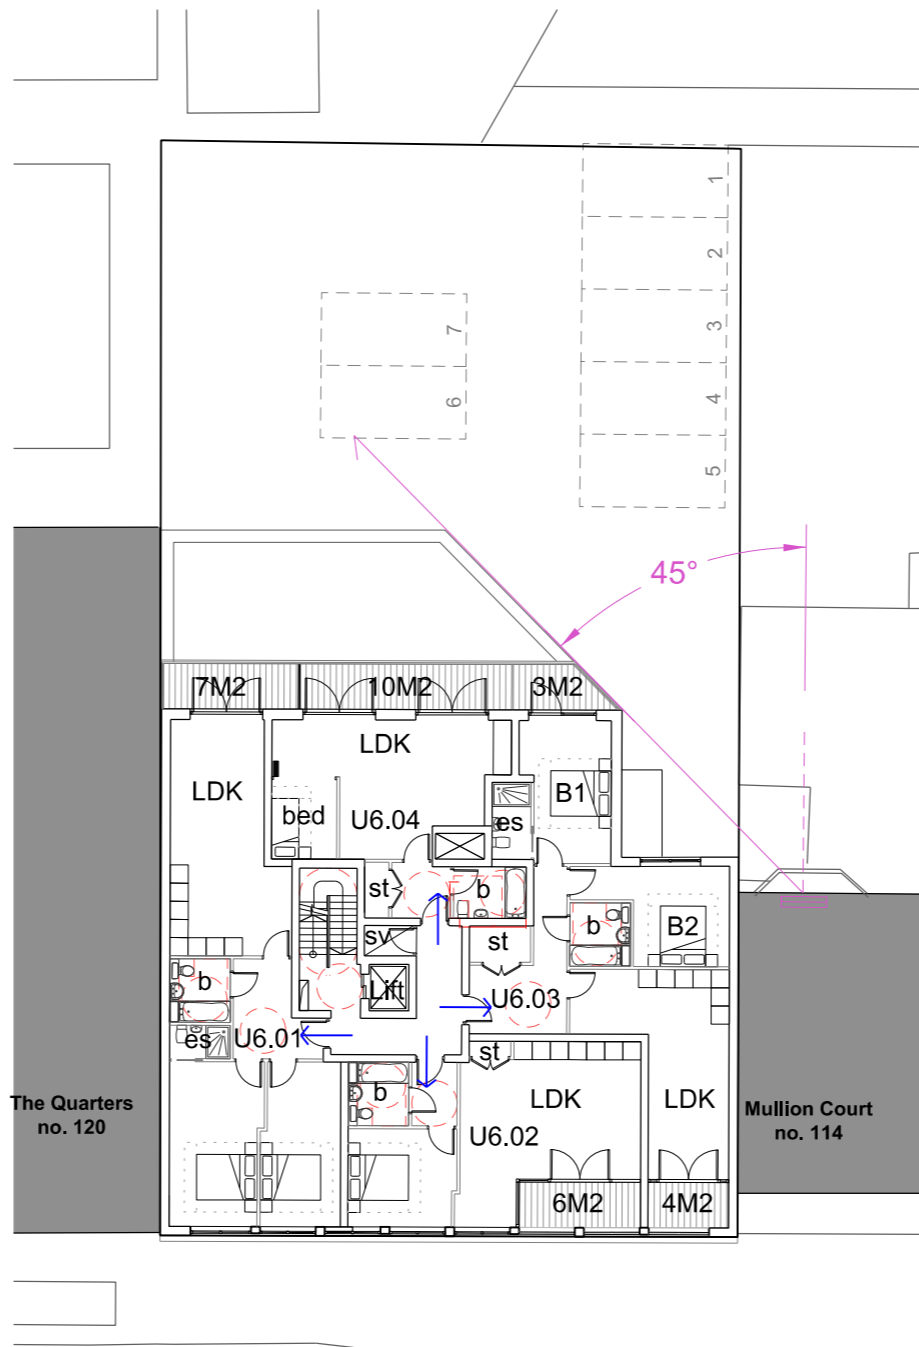 1
2
3
4
5
7
6
45°
7M2
10M2
3M2
LDK
LDK
B1
bed
U6.04
es
st
b
B2
b
sv
st
Lift
U6.03
b
es
U6.01
st
b
LDK
LDK
U6.02
The Quarters
no. 120
Mullion Court
no. 114
6M2
4M2